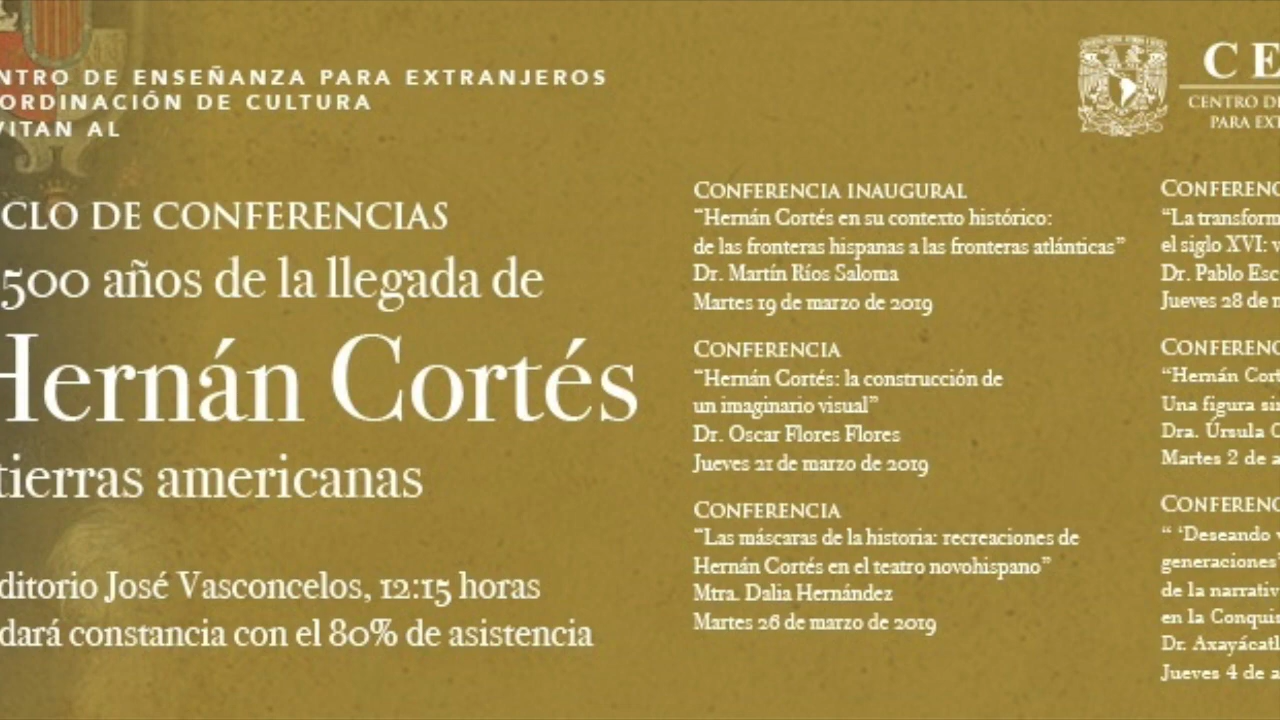 NTRO DE ENSEÑANZA PARA EXTRANJEROS
ORDINACIÓN DE CULTURA
VITAN AL
CLO DE CONFERENCIAS
500 años de la llegada de
Hernán Cortés
tierras americanas
ditorio José Vasconcelos, 12:15 horas
dará constancia con el 80% de asistencia
CONFERENCIA INAUGURAL
“Hernán Cortés en su contexto histórico:
de las fronteras hispanas a las fronteras atlánticas”
Dr. Martín Ríos Saloma
Martes 19 de marzo de 2019
CONFERENCIA
“Hernán Cortés: la construcción de
un imaginario visual”
Dr. Oscar Flores Flores
Jueves 21 de marzo de 2019
CONFERENCIA
“Las máscaras de la historia: recreaciones de
Hernán Cortés en el teatro novohispano”
Mtra. Dalia Hernández
Martes 26 de marzo de 2019
CE
CENTRO DE
PARA EXT
CONFERENC
“La transform
el siglo XVI: v
Dr. Pablo Esc
Jueves 28 de m
CONFERENC
“Hernán Cort
Una figura si
Dra. Úrsula C
Martes 2 de a
CONFERENC
“ ‘Deseando v
generaciones’
de la narrativ
en la Conquis
Dr. Axayácatl
Jueves 4 de a